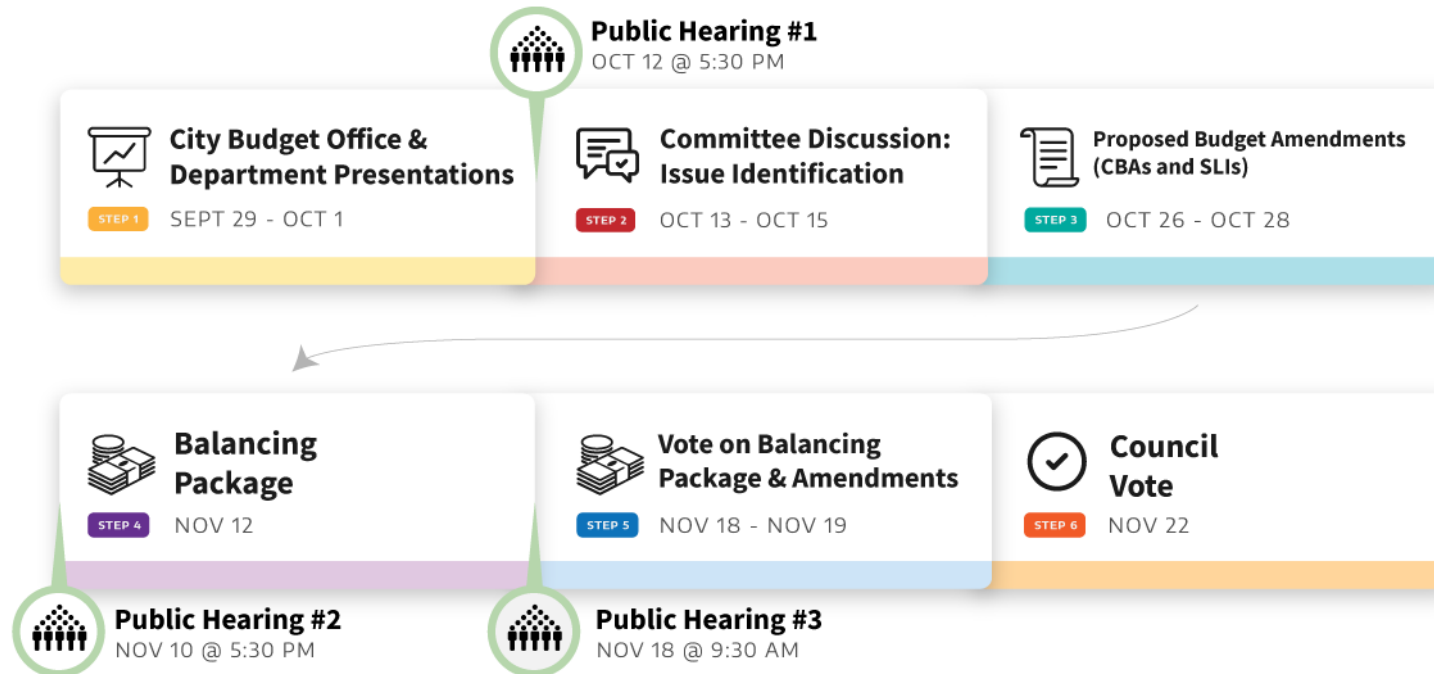 Public Hearing #1
OCT 12 @ 5:30 PM
City Budget Office &
Department Presentations
STEP 1
SEPT 29 - OCT 1
Committee Discussion:
Issue Identification
STEP 2
OCT 13 - OCT 15
Proposed Budget Amendments
(CBAs and SLIs)
STEP 3
OCT 26 - OCT 28
Balancing
Package
STEP 4
NOV 12
Vote on Balancing
Package & Amendments
STEP 5
NOV 18 - NOV 19
Council
Vote
STEP 6
NOV 22
Public Hearing #2
NOV 10 @ 5:30 PM
Public Hearing #3
NOV 18 @ 9:30 AM